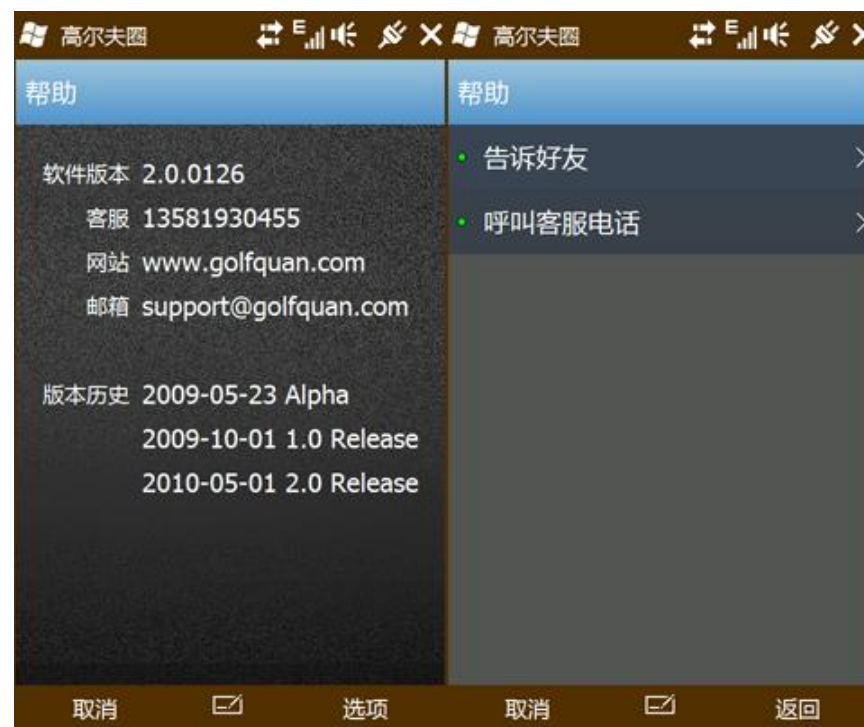 高尔夫圈
E
帮助
软件版本 2.0.0126
客服 13581930455
网站 www.golfquan.com
邮箱 support@golfquan.com
版本历史 2009-05-23 Alpha
2009-10-01 1.0 Release
2010-05-01 2.0 Release
取消
选项
高尔夫圈
E
帮助
告诉好友
呼叫客服电话
取消
返回